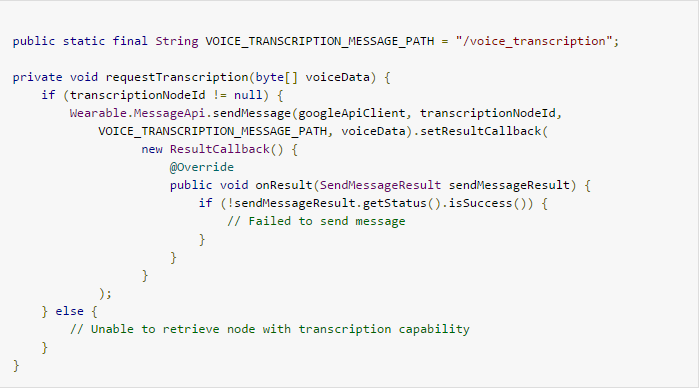 public static final String VOICE_TRANSCRIPTION_MESSAGE_PATH = "/voice_transcription";

private void requestTranscription(byte[] voiceData) {
    if (transcriptionNodeId != null) {
        Wearable.MessageApi.sendMessage(googleApiClient, transcriptionNodeId,
            VOICE_TRANSCRIPTION_MESSAGE_PATH, voiceData).setResultCallback(
                  new ResultCallback() {
                      @Override
                      public void onResult(SendMessageResult sendMessageResult) {
                          if (!sendMessageResult.getStatus().isSuccess()) {
                              // Failed to send message
                          }
                      }
                  }
            );
    } else {
        // Unable to retrieve node with transcription capability
    }
}